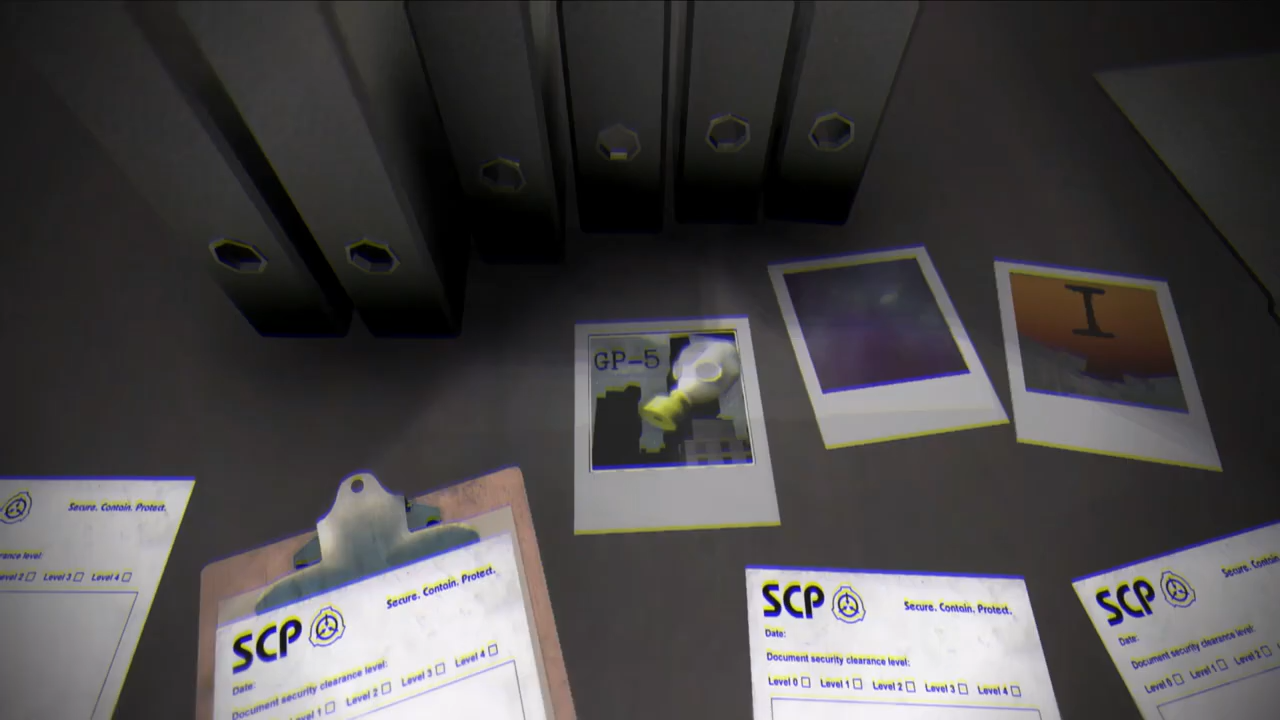 GP-5
I
Secure. Contain. Protect.
rance level:
Level 2 Level 3 Level 4
SCP
Secure. Contain. Protect.
Date:
Document security clearance level:
Level 1 Level 2 Level 3 Level 4
SCP
Secure. Contain. Protect.
Date:
Document security clearance level:
Level 0 Level 1 Level 2 Level 3 Level 4
SCP
Secure. Conta
Date:
Document security clearance level:
Level 0 Level 1 Level 2